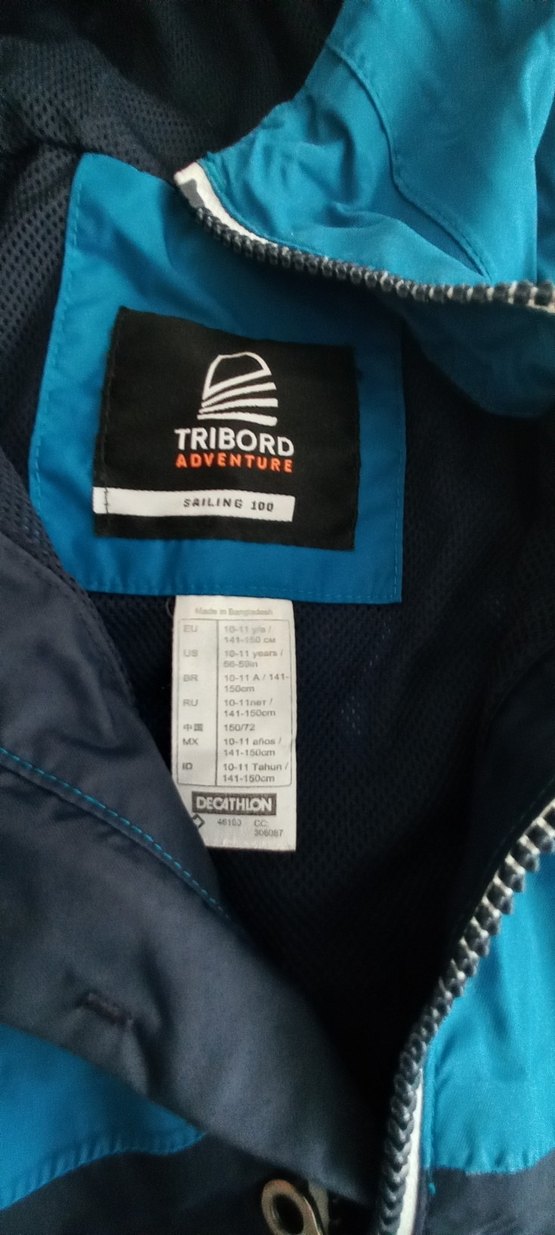 TRIBORD
ADVENTURE
SAILING 100
Made in Bangladesh
EU 10-11 y/e /
141-150 CM
US 10-11 years /
56-59in
BR 10-11 A / 141-
150cm
RU 10-11лет /
141-150cm
中国 150/72
MX 10-11 años /
141-150cm
ID 10-11 Tahun /
141-150cm
DECATHLON
CC:
306087